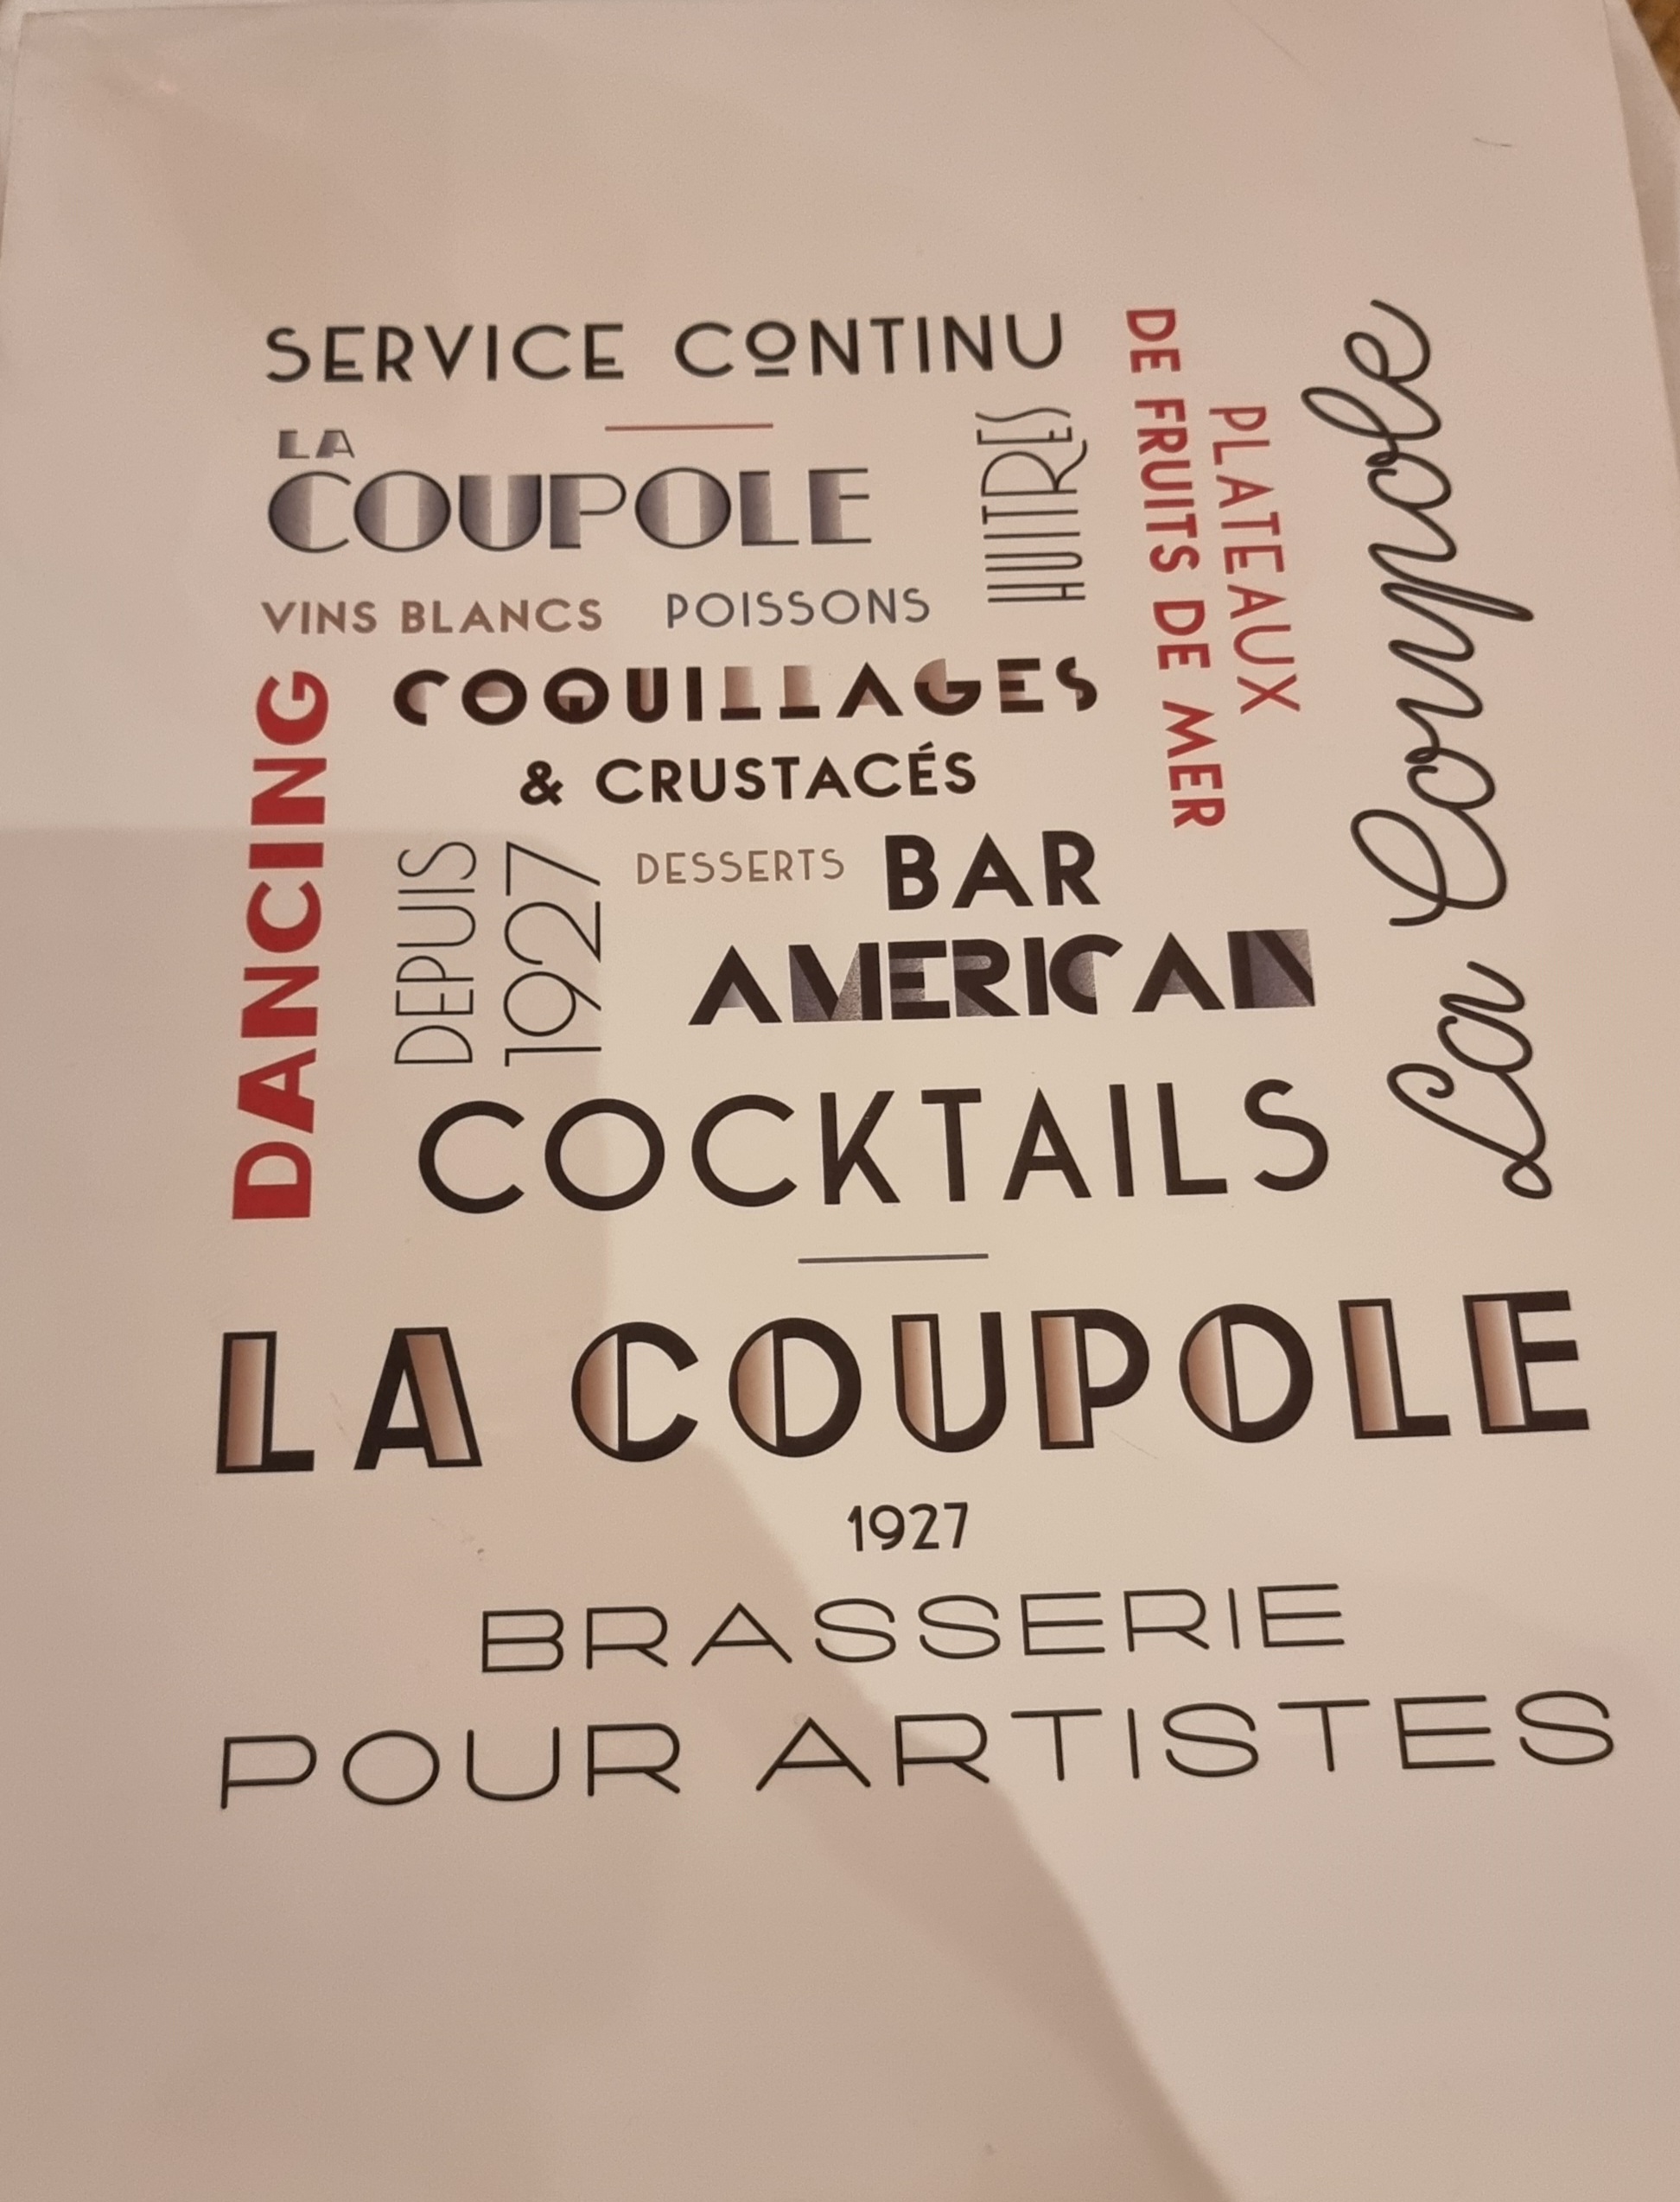 SERVICE CONTINU
LA
COUPOLE
HUITRES
PLATEAUX
DE FRUITS DE MER
La Coupole
VINS BLANCS POISSONS
COQUILLAGES
& CRUSTACÉS
DANCING
DEPUIS
1927
DESSERTS BAR
AMERICAN
COCKTAILS
LA COUPOLE
1927
BRASSERIE
POUR ARTISTES